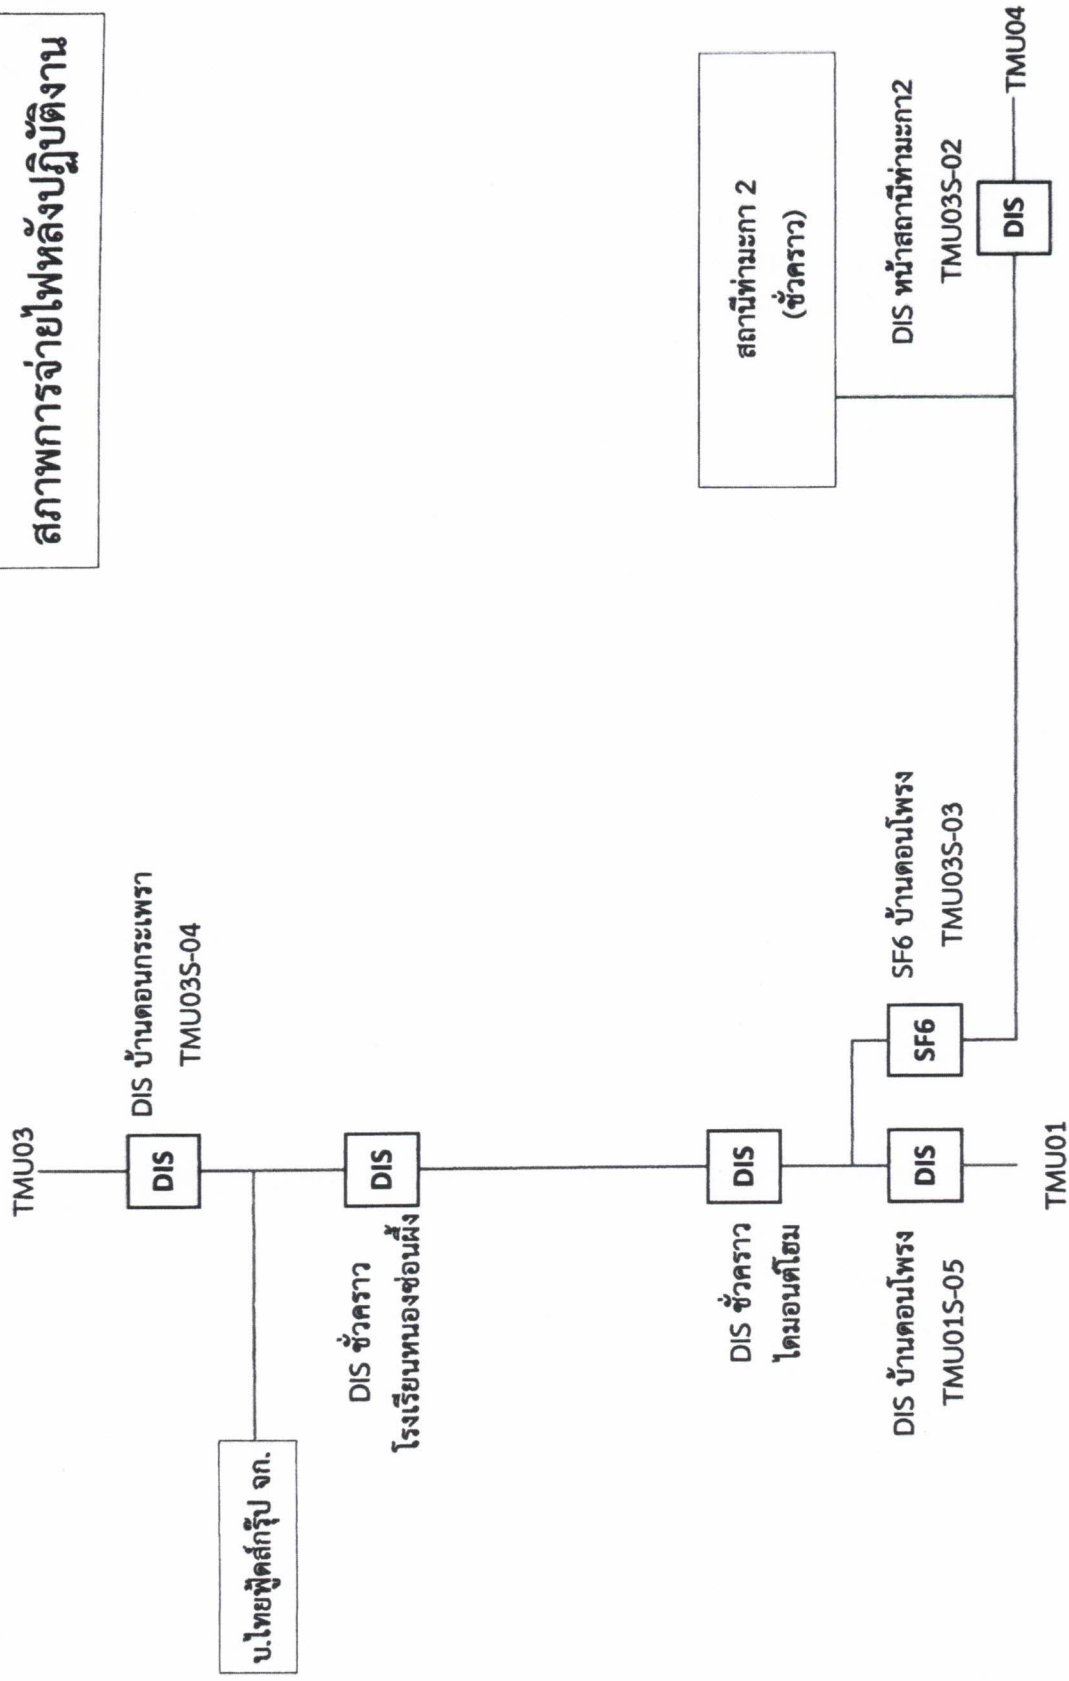 สภาพการจ่ายไฟหลังปฏิบัติงาน
TMU03
DIS
DIS บ้านดอนกระเพรา
TMU03S-04
บ.ไทยฟู้ดส์กรุ๊ป จก.
DIS
DIS ชั่วคราว
โรงเรียนหนองซ่อนผึ้ง
DIS
DIS ชั่วคราว
ไดมอนต์โฮม
DIS
DIS บ้านดอนโพรง
TMU01S-05
TMU01
SF6
SF6 บ้านดอนโพรง
TMU03S-03
สถานีท่ามะกา 2
(ชั่วคราว)
DIS หน้าสถานีท่ามะกา2
TMU03S-02
DIS
TMU04